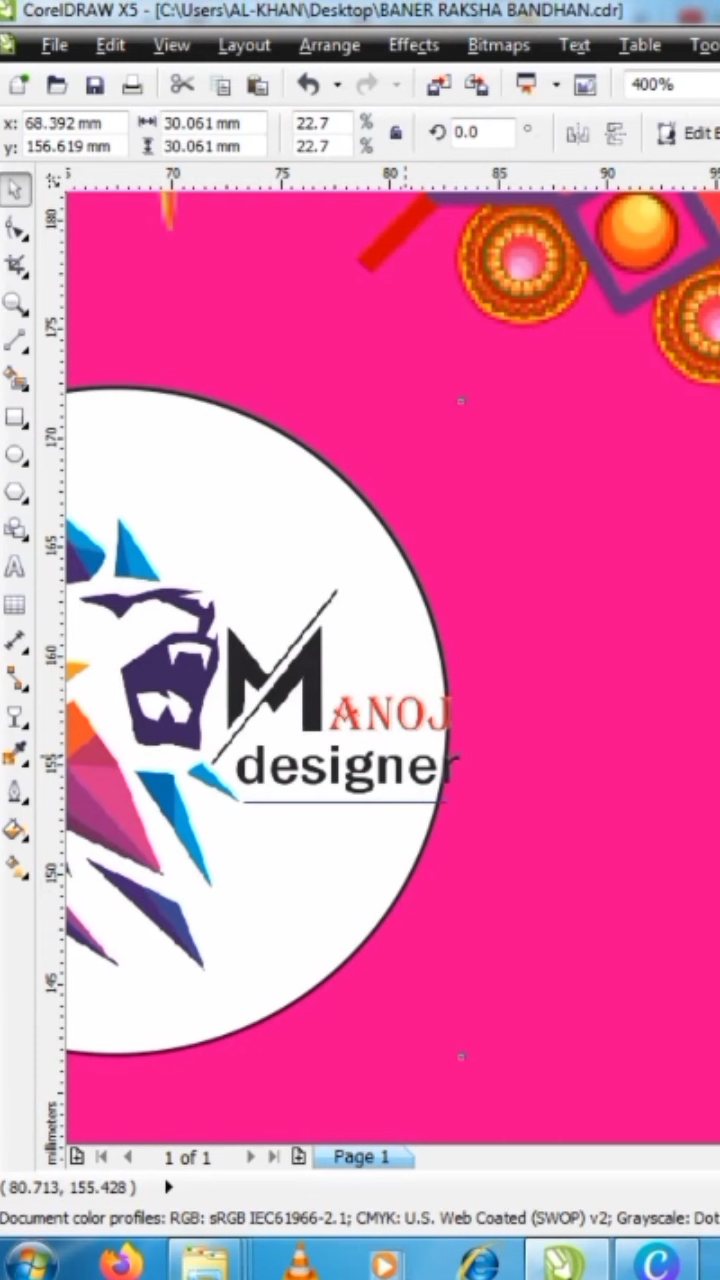 CorelDRAW X5 - [C:\Users\AL-KHAN\Desktop\BANER RAKSHA BANDHAN.cdr]
File Edit View Layout Arrange Effects Bitmaps Text Table
400%
x: 68.392 mm 30.061 mm 22.7 %
y: 156.619 mm 30.061 mm 22.7 %
0.0 °
Edit
70 75 80 85 90
180
175
170
165
160
155
150
145
millimeters
MANOJ
designer
1 of 1 Page 1
( 80.713, 155.428 )
Document color profiles: RGB: sRGB IEC61966-2.1; CMYK: U.S. Web Coated (SWOP) v2; Grayscale: Dot